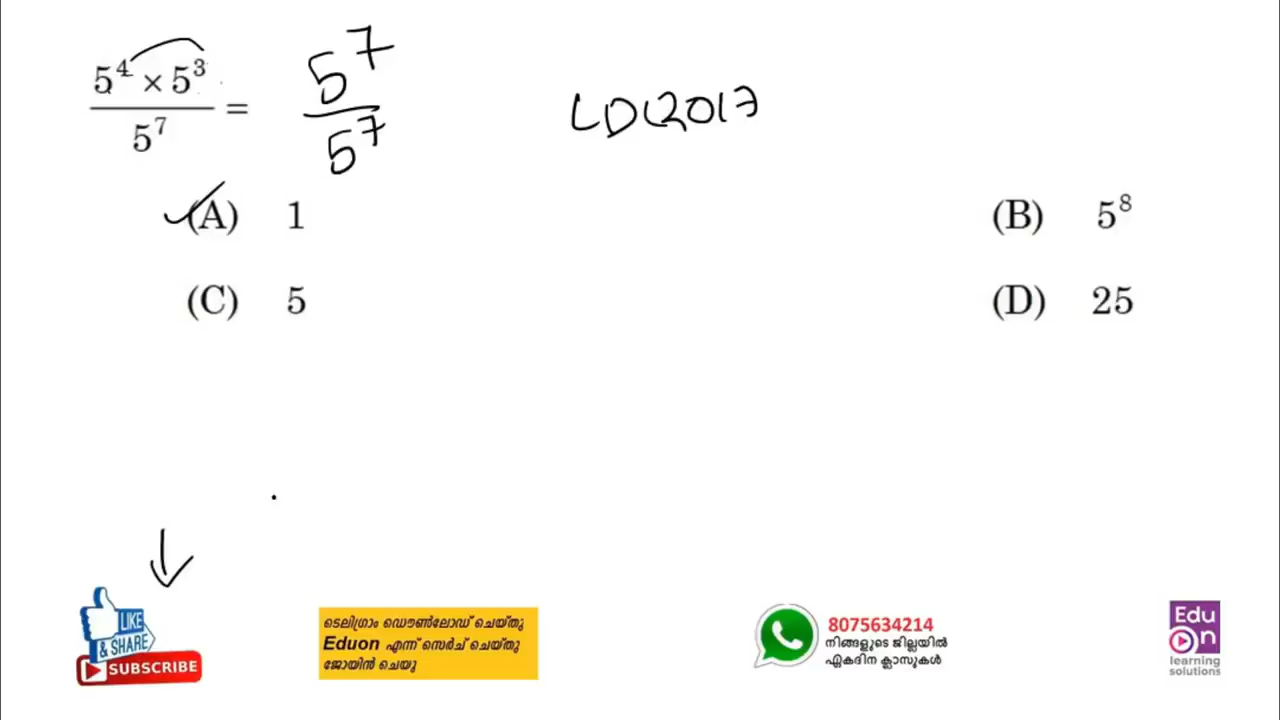 5⁴ × 5³ / 5⁷ = 5⁷ / 5⁷
LDC2017
(A) 1
(B) 5⁸
(C) 5
(D) 25
LIKE
& SHARE
SUBSCRIBE
ടെലിഗ്രാം ഡൌൺലോഡ് ചെയ്തു
Eduon എന്ന് സെർച് ചെയ്തു
ജോയിൻ ചെയൂ
8075634214
നിങ്ങളുടെ ജില്ലയിൽ
ഏകദിന ക്ലാസുകൾ
Edu
On
learning
solutions